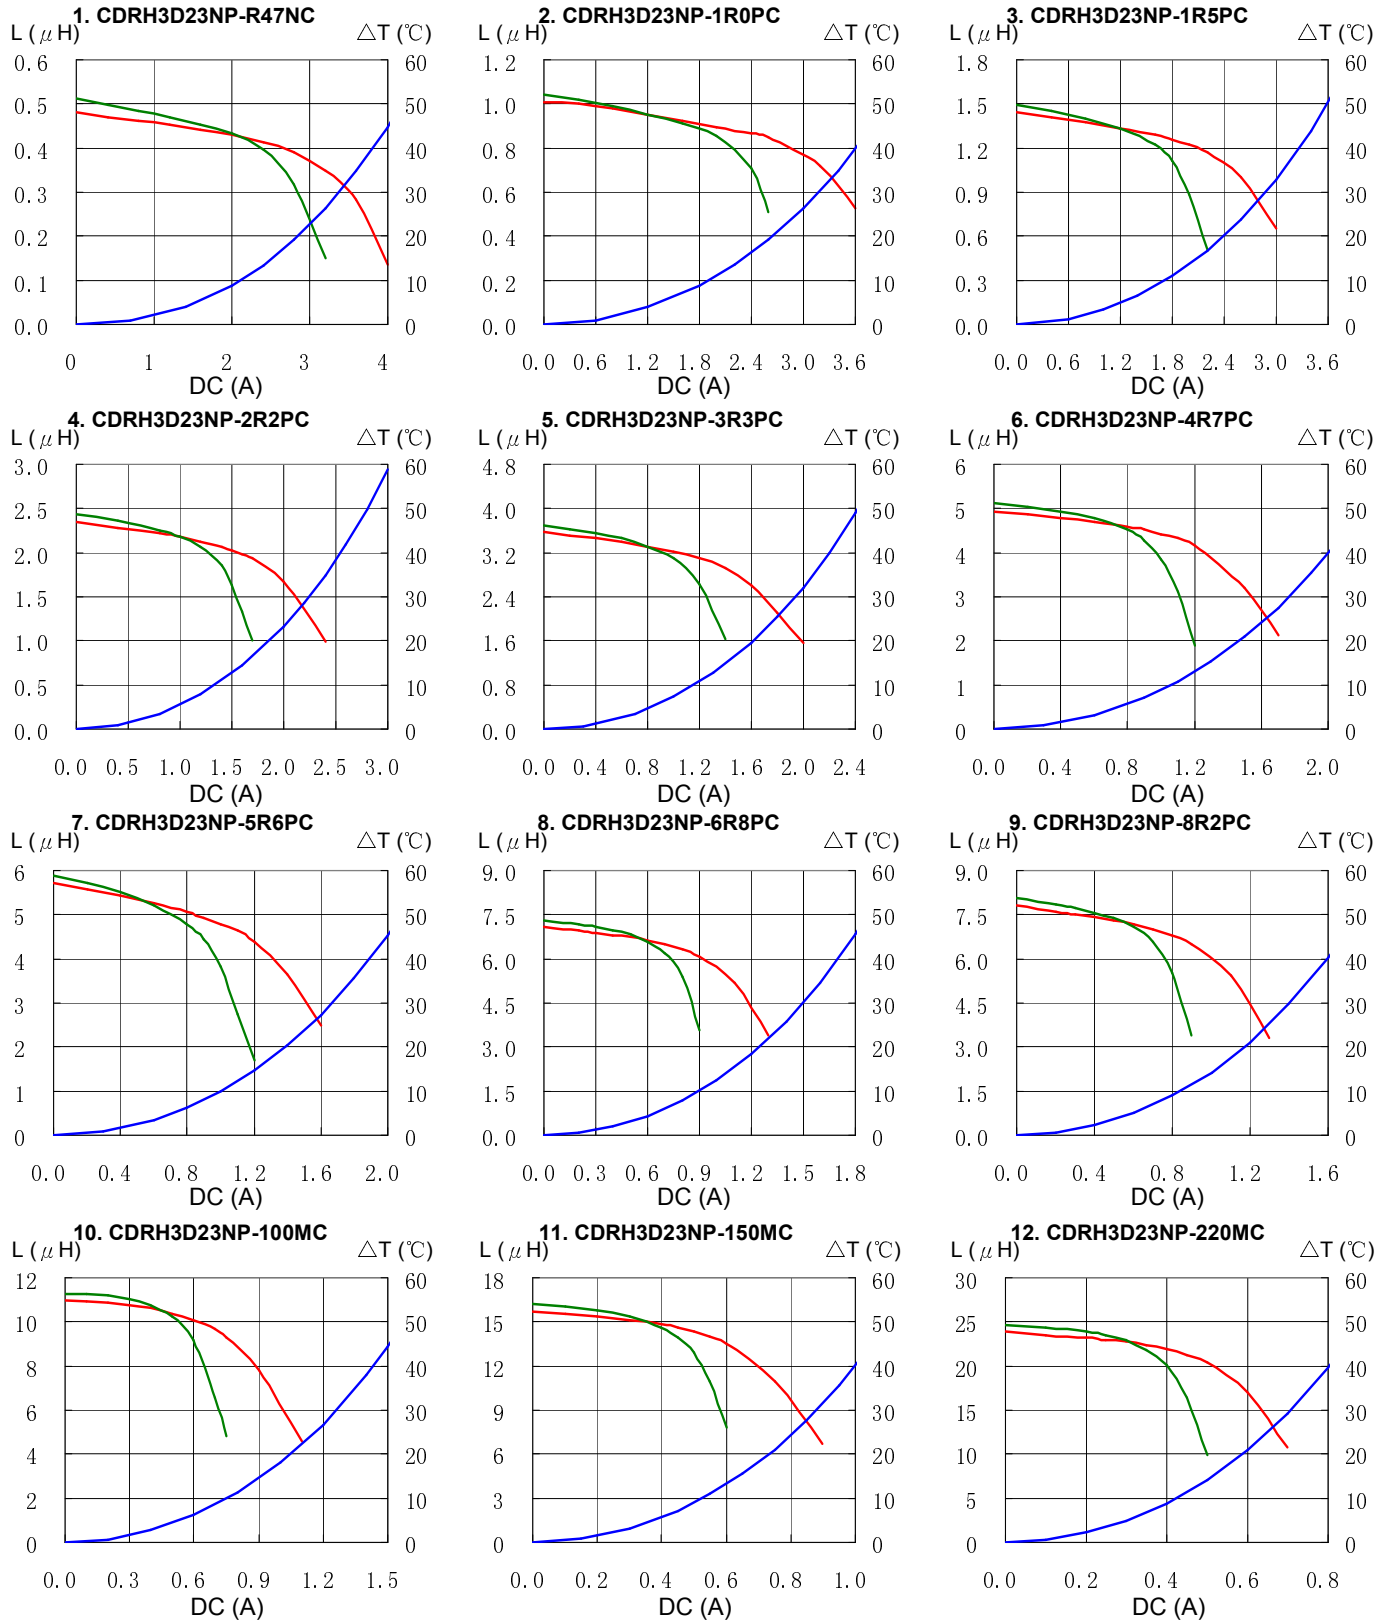 1. CDRH3D23NP-R47NC
L (μH) △T (℃)
0.6 60
0.5 50
0.4 40
0.3 30
0.2 20
0.1 10
0.0 0
0 1 2 3 4
DC (A)
2. CDRH3D23NP-1R0PC
L (μH) △T (℃)
1.2 60
1.0 50
0.8 40
0.6 30
0.4 20
0.2 10
0.0 0
0.0 0.6 1.2 1.8 2.4 3.0 3.6
DC (A)
3. CDRH3D23NP-1R5PC
L (μH) △T (℃)
1.8 60
1.5 50
1.2 40
0.9 30
0.6 20
0.3 10
0.0 0
0.0 0.6 1.2 1.8 2.4 3.0 3.6
DC (A)
4. CDRH3D23NP-2R2PC
L (μH) △T (℃)
3.0 60
2.5 50
2.0 40
1.5 30
1.0 20
0.5 10
0.0 0
0.0 0.5 1.0 1.5 2.0 2.5 3.0
DC (A)
5. CDRH3D23NP-3R3PC
L (μH) △T (℃)
4.8 60
4.0 50
3.2 40
2.4 30
1.6 20
0.8 10
0.0 0
0.0 0.4 0.8 1.2 1.6 2.0 2.4
DC (A)
6. CDRH3D23NP-4R7PC
L (μH) △T (℃)
6 60
5 50
4 40
3 30
2 20
1 10
0 0
0.0 0.4 0.8 1.2 1.6 2.0
DC (A)
7. CDRH3D23NP-5R6PC
L (μH) △T (℃)
6 60
5 50
4 40
3 30
2 20
1 10
0 0
0.0 0.4 0.8 1.2 1.6 2.0
DC (A)
8. CDRH3D23NP-6R8PC
L (μH) △T (℃)
9.0 60
7.5 50
6.0 40
4.5 30
3.0 20
1.5 10
0.0 0
0.0 0.3 0.6 0.9 1.2 1.5 1.8
DC (A)
9. CDRH3D23NP-8R2PC
L (μH) △T (℃)
9.0 60
7.5 50
6.0 40
4.5 30
3.0 20
1.5 10
0.0 0
0.0 0.4 0.8 1.2 1.6
DC (A)
10. CDRH3D23NP-100MC
L (μH) △T (℃)
12 60
10 50
8 40
6 30
4 20
2 10
0 0
0.0 0.3 0.6 0.9 1.2 1.5
DC (A)
11. CDRH3D23NP-150MC
L (μH) △T (℃)
18 60
15 50
12 40
9 30
6 20
3 10
0 0
0.0 0.2 0.4 0.6 0.8 1.0
DC (A)
12. CDRH3D23NP-220MC
L (μH) △T (℃)
30 60
25 50
20 40
15 30
10 20
5 10
0 0
0.0 0.2 0.4 0.6 0.8
DC (A)